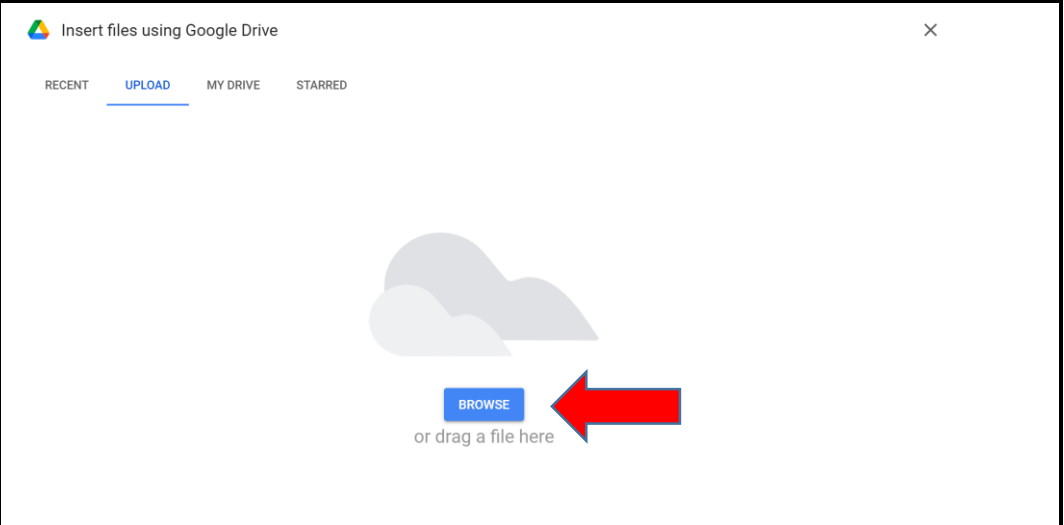 Insert files using Google Drive
RECENT UPLOAD MY DRIVE STARRED
BROWSE
or drag a file here